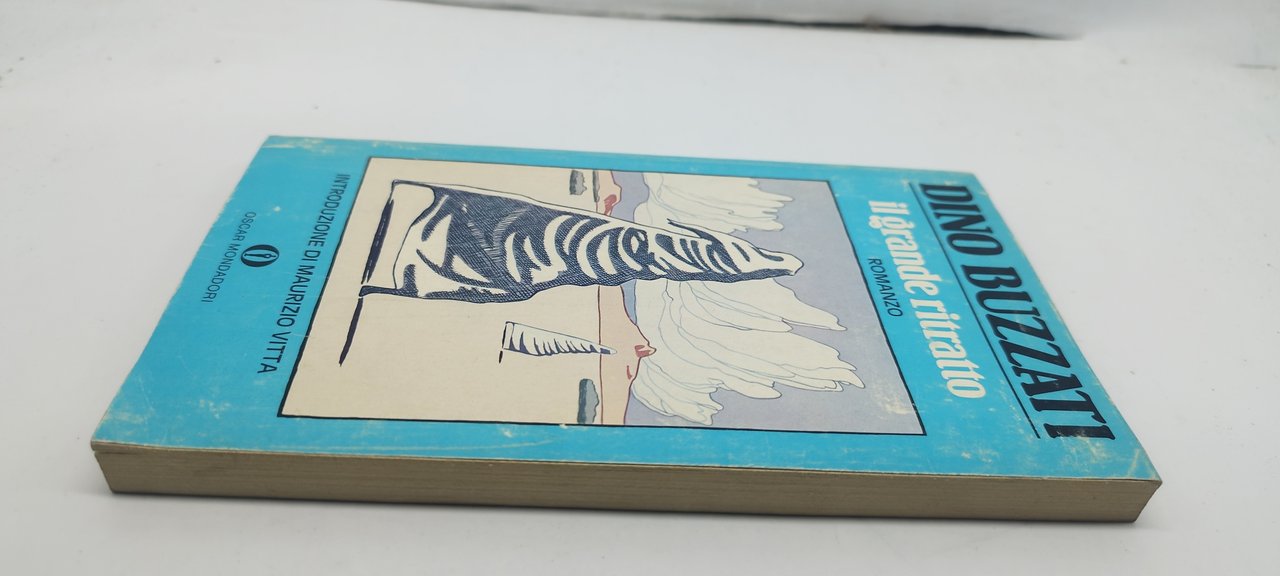 DINO BUZZATI
il grande ritratto
ROMANZO
INTRODUZIONE DI MAURIZIO VITTA
OSCAR MONDADORI